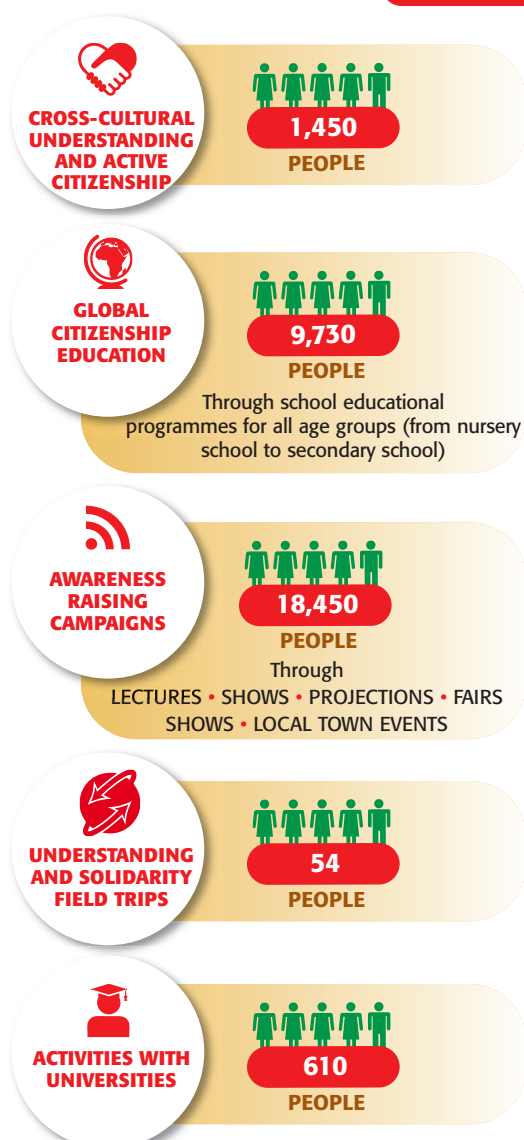 CROSS-CULTURAL
UNDERSTANDING
AND ACTIVE
CITIZENSHIP
1,450
PEOPLE
GLOBAL
CITIZENSHIP
EDUCATION
9,730
PEOPLE
Through school educational
programmes for all age groups (from nursery
school to secondary school)
AWARENESS
RAISING
CAMPAIGNS
18,450
PEOPLE
Through
LECTURES • SHOWS • PROJECTIONS • FAIRS
SHOWS • LOCAL TOWN EVENTS
UNDERSTANDING
AND SOLIDARITY
FIELD TRIPS
54
PEOPLE
ACTIVITIES WITH
UNIVERSITIES
610
PEOPLE